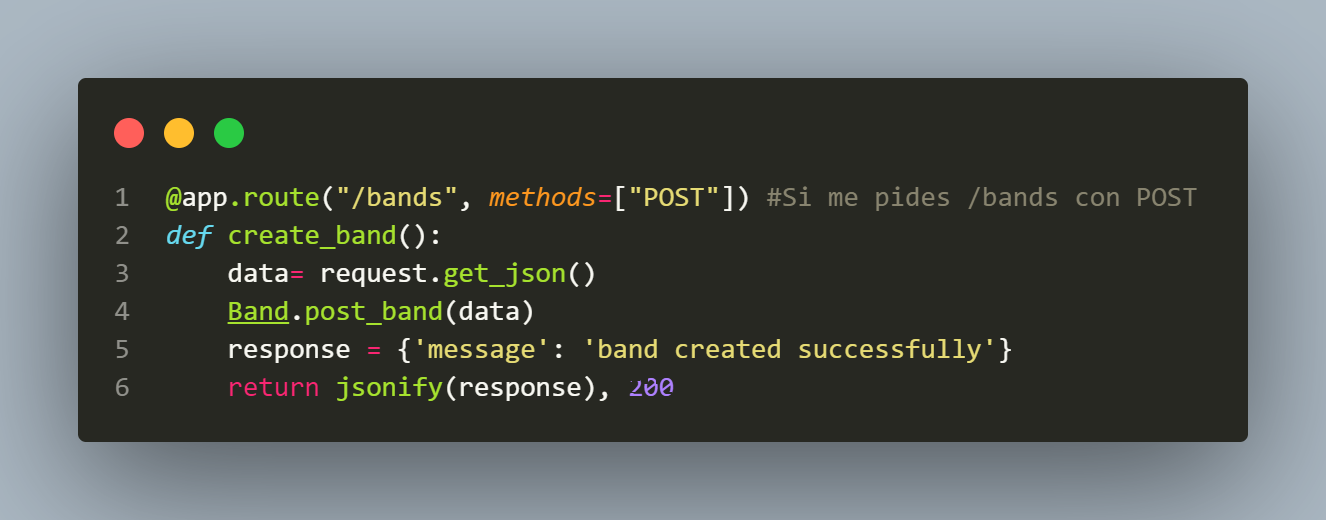 1 @app.route("/bands", methods=["POST"]) #Si me pides /bands con POST
2 def create_band():
3     data= request.get_json()
4     Band.post_band(data)
5     response = {'message': 'band created successfully'}
6     return jsonify(response), 200